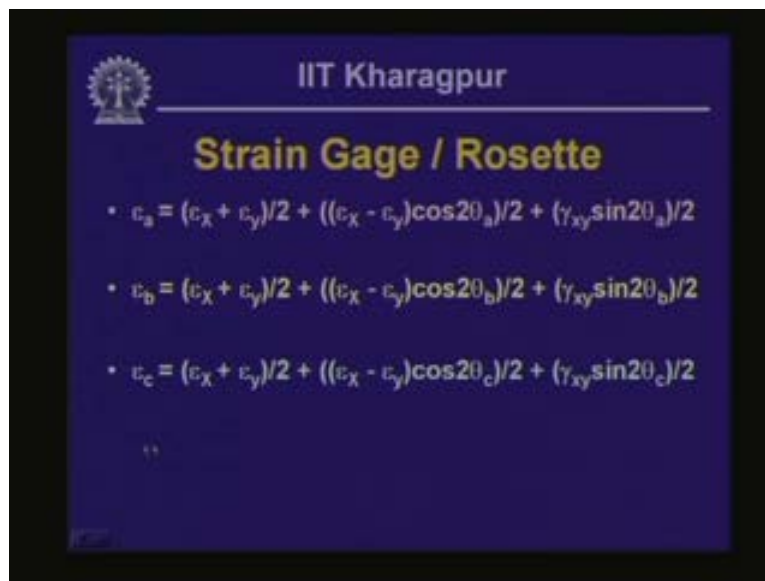 IIT Kharagpur
Strain Gage / Rosette
• εa = (εX + εy)/2 + ((εX - εy)cos2θa)/2 + (γxysin2θa)/2
• εb = (εX + εy)/2 + ((εX - εy)cos2θb)/2 + (γxysin2θb)/2
• εc = (εX + εy)/2 + ((εX - εy)cos2θc)/2 + (γxysin2θc)/2